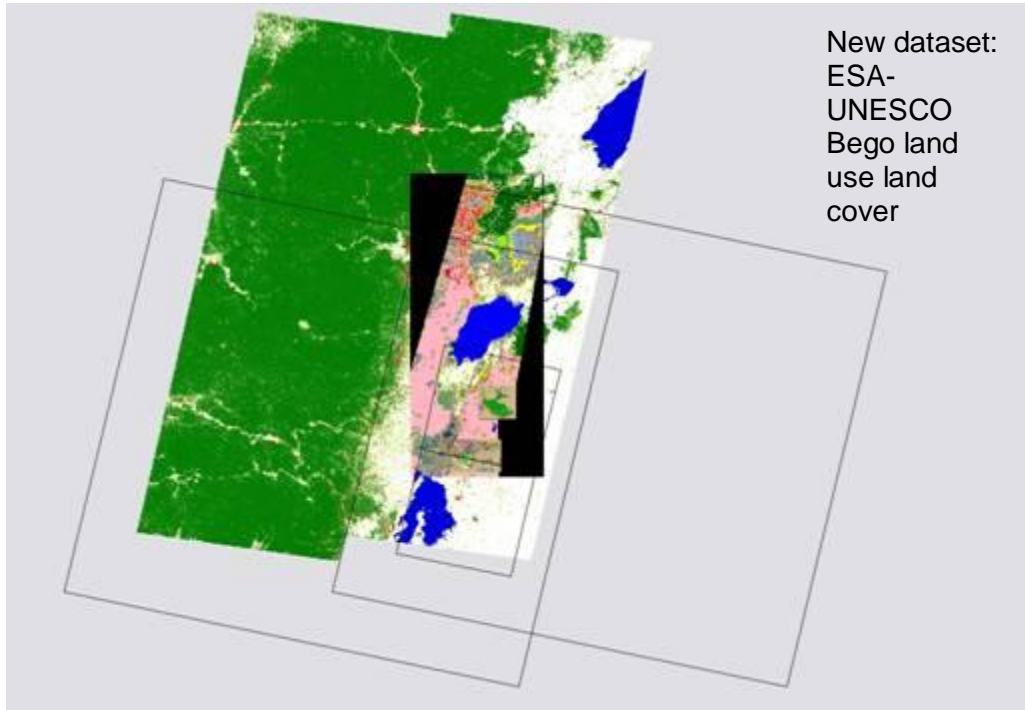 New dataset:
ESA-
UNESCO
Bego land
use land
cover